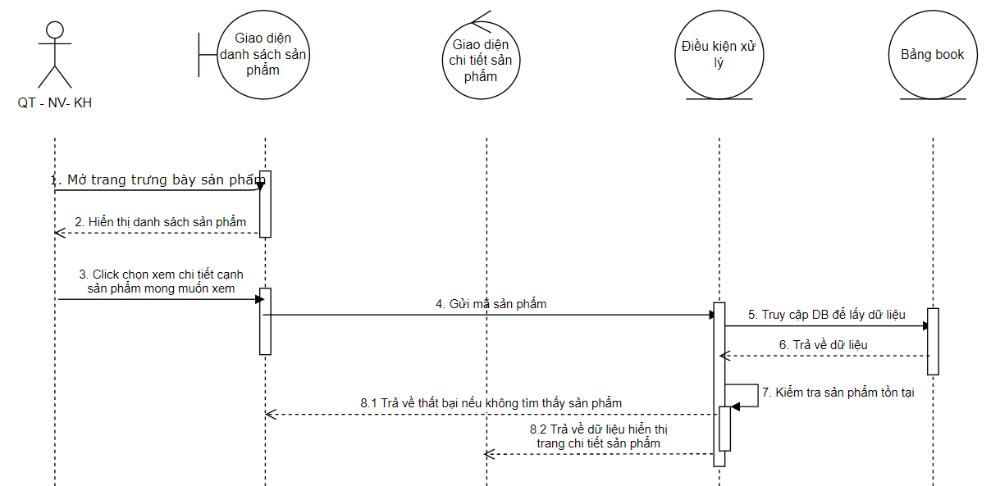 Giao diện
danh sách sản
phẩm
Giao diện
chi tiết sản
phẩm
Điều kiện xử
lý
Bảng book
QT - NV- KH
1. Mở trang trưng bày sản phẩm
2. Hiển thị danh sách sản phẩm
3. Click chọn xem chi tiết cạnh
sản phẩm mong muốn xem
4. Gửi mã sản phẩm
5. Truy cập DB để lấy dữ liệu
6. Trả về dữ liệu
7. Kiểm tra sản phẩm tồn tại
8.1 Trả về thất bại nếu không tìm thấy sản phẩm
8.2 Trả về dữ liệu hiển thị
trang chi tiết sản phẩm